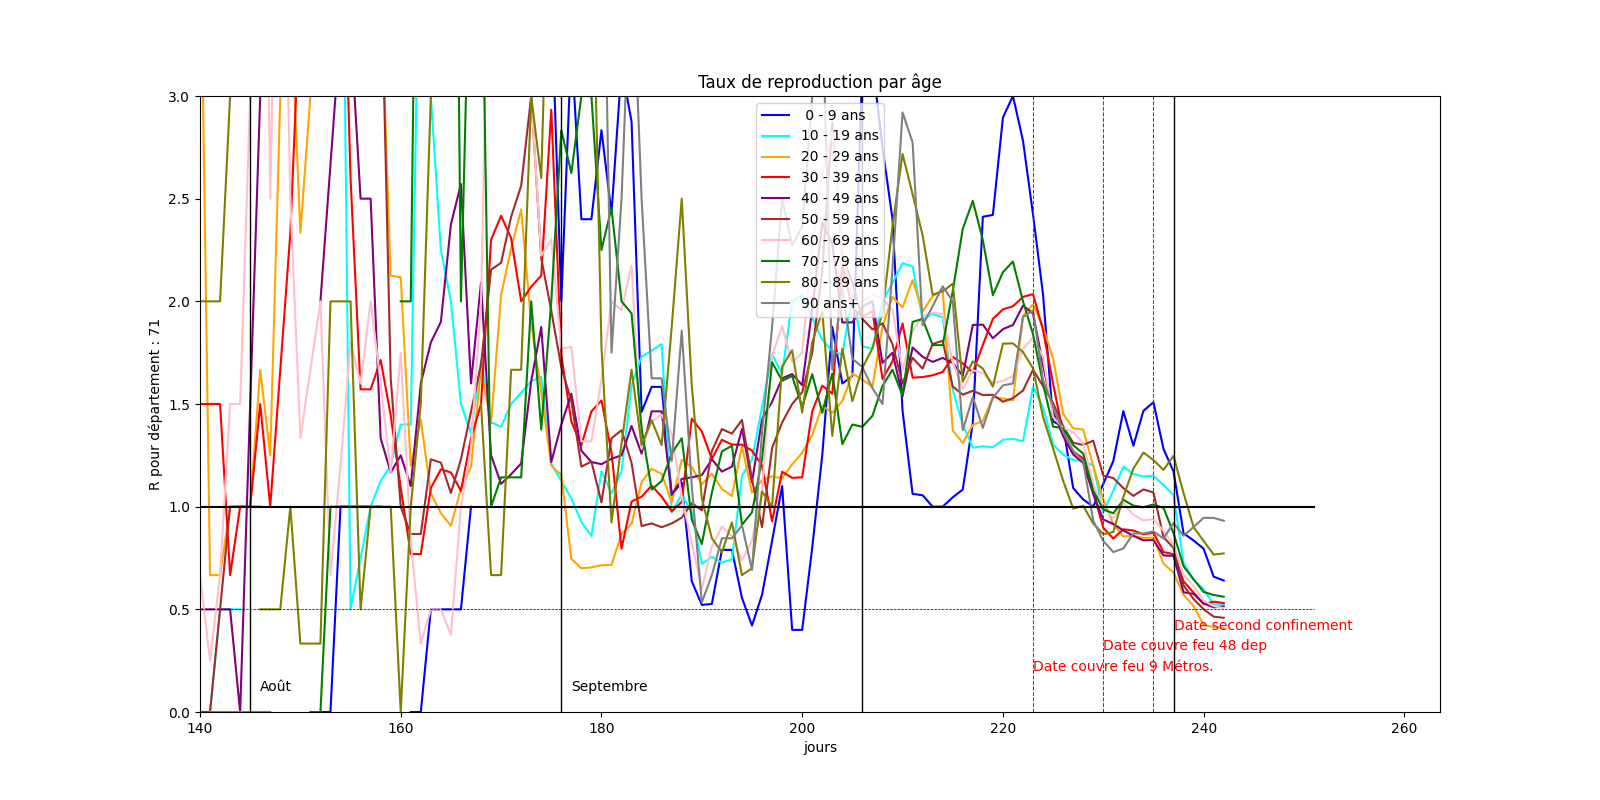 Taux de reproduction par âge
R pour département : 71
3.0
2.5
2.0
1.5
1.0
0.5
0.0
0 - 9 ans
10 - 19 ans
20 - 29 ans
30 - 39 ans
40 - 49 ans
50 - 59 ans
60 - 69 ans
70 - 79 ans
80 - 89 ans
90 ans+
Date second confinement
Date couvre feu 48 dep
Date couvre feu 9 Métros.
Août
Septembre
140
160
180
200
220
240
260
jours